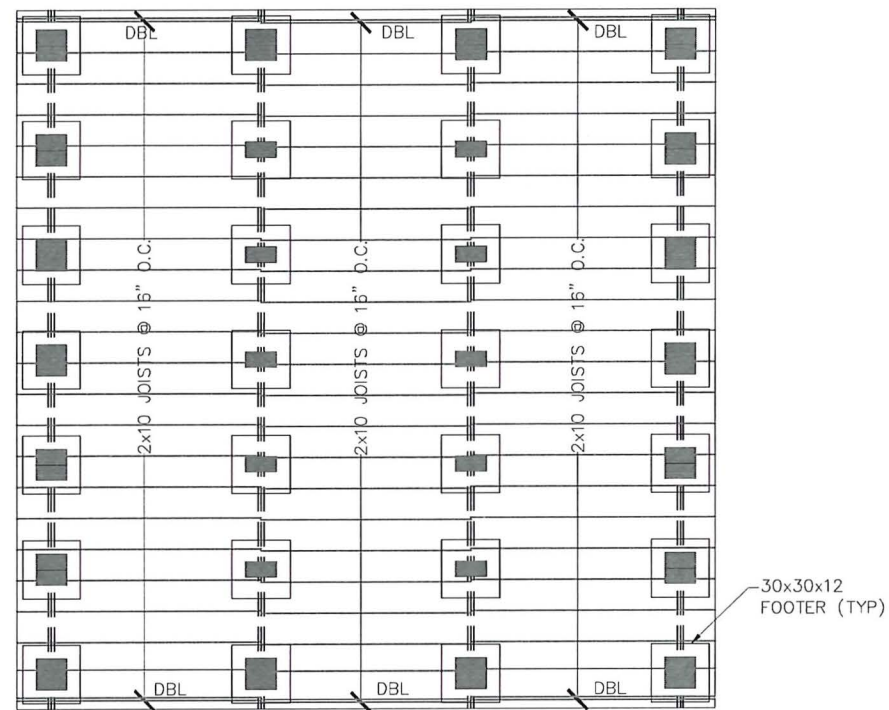 DBL
DBL
DBL
2x10 JOISTS @ 16" O.C.
2x10 JOISTS @ 16" O.C.
2x10 JOISTS @ 16" O.C.
30x30x12
FOOTER (TYP)
DBL
DBL
DBL